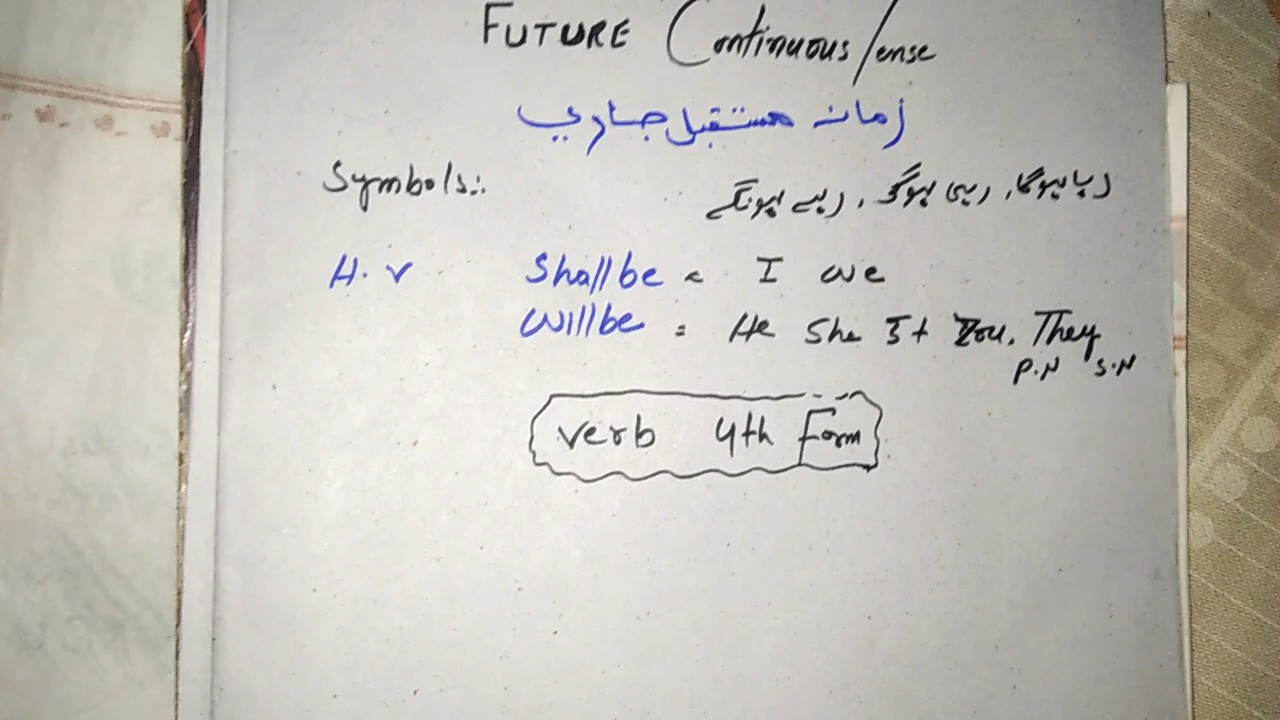 FUTURE Continuous Tense
زمانہ مستقبل جاري
Symbols:. رہا ہوگا، رہی ہوگی، رہے ہونگے
H.V Shall be = I we
Will be = He She It You. They
P.N S.N
verb 4th Form